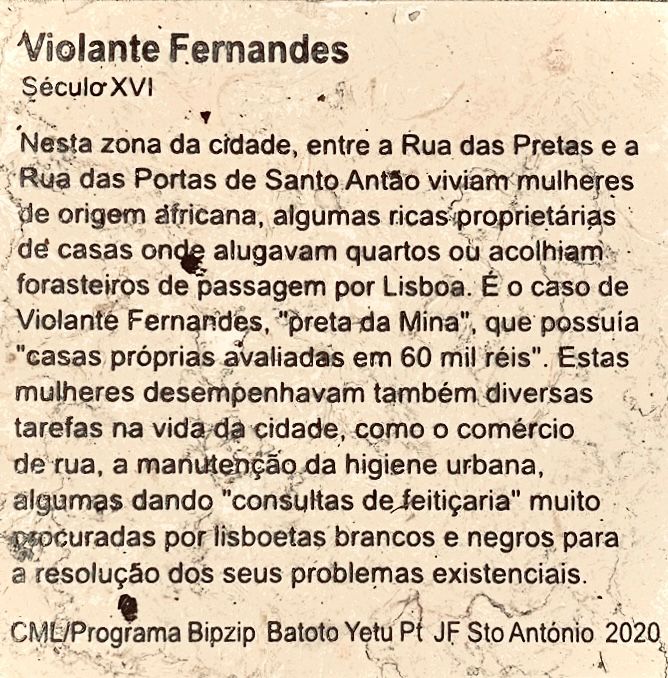 Violante Fernandes
Século XVI
Nesta zona da cidade, entre a Rua das Pretas e a
Rua das Portas de Santo Antão viviam mulheres
de origem africana, algumas ricas proprietárias
de casas onde alugavam quartos ou acolhiam
forasteiros de passagem por Lisboa. É o caso de
Violante Fernandes, "preta da Mina", que possuía
"casas próprias avaliadas em 60 mil réis". Estas
mulheres desempenhavam também diversas
tarefas na vida da cidade, como o comércio
de rua, a manutenção da higiene urbana,
algumas dando "consultas de feitiçaria" muito
procuradas por lisboetas brancos e negros para
a resolução dos seus problemas existenciais.
CML/Programa Bipzip Batoto Yetu Pt JF Sto António 2020